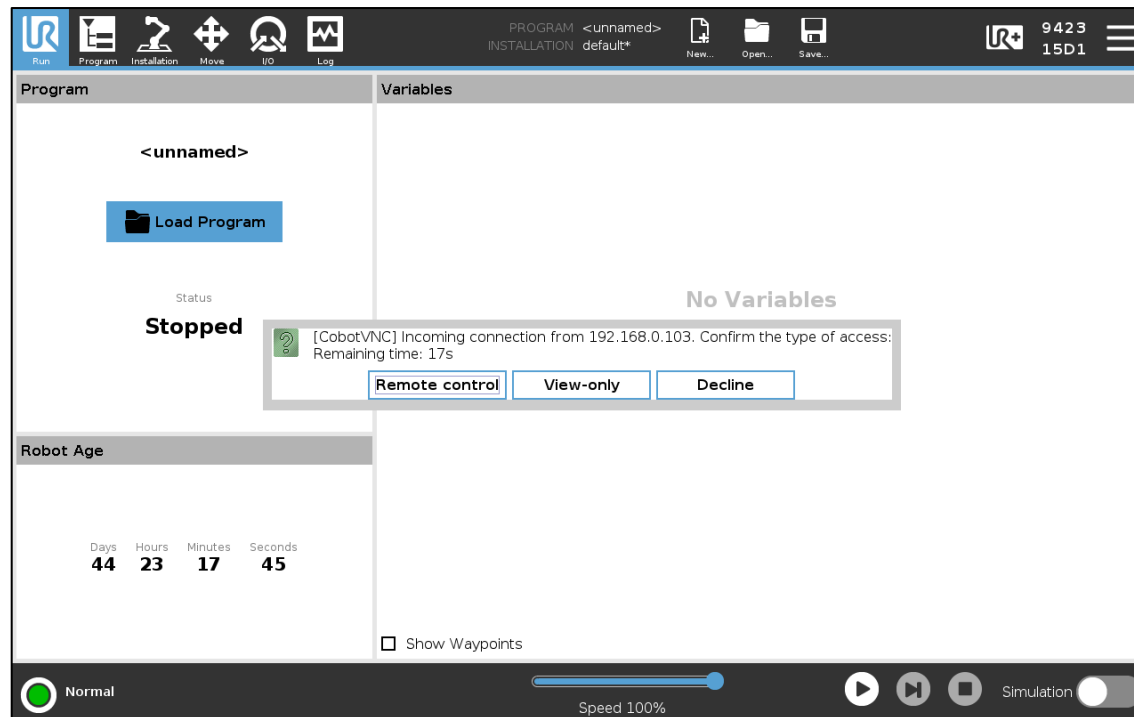 UR
Run
Program
Installation
Move
I/O
Log
PROGRAM <unnamed>
INSTALLATION default*
New...
Open...
Save...
UR+
9423
15D1
Program
<unnamed>
Load Program
Status
Stopped
Variables
No Variables
[CobotVNC] Incoming connection from 192.168.0.103. Confirm the type of access:
Remaining time: 17s
Remote control
View-only
Decline
Robot Age
Days Hours Minutes Seconds
44 23 17 45
Show Waypoints
Normal
Speed 100%
Simulation